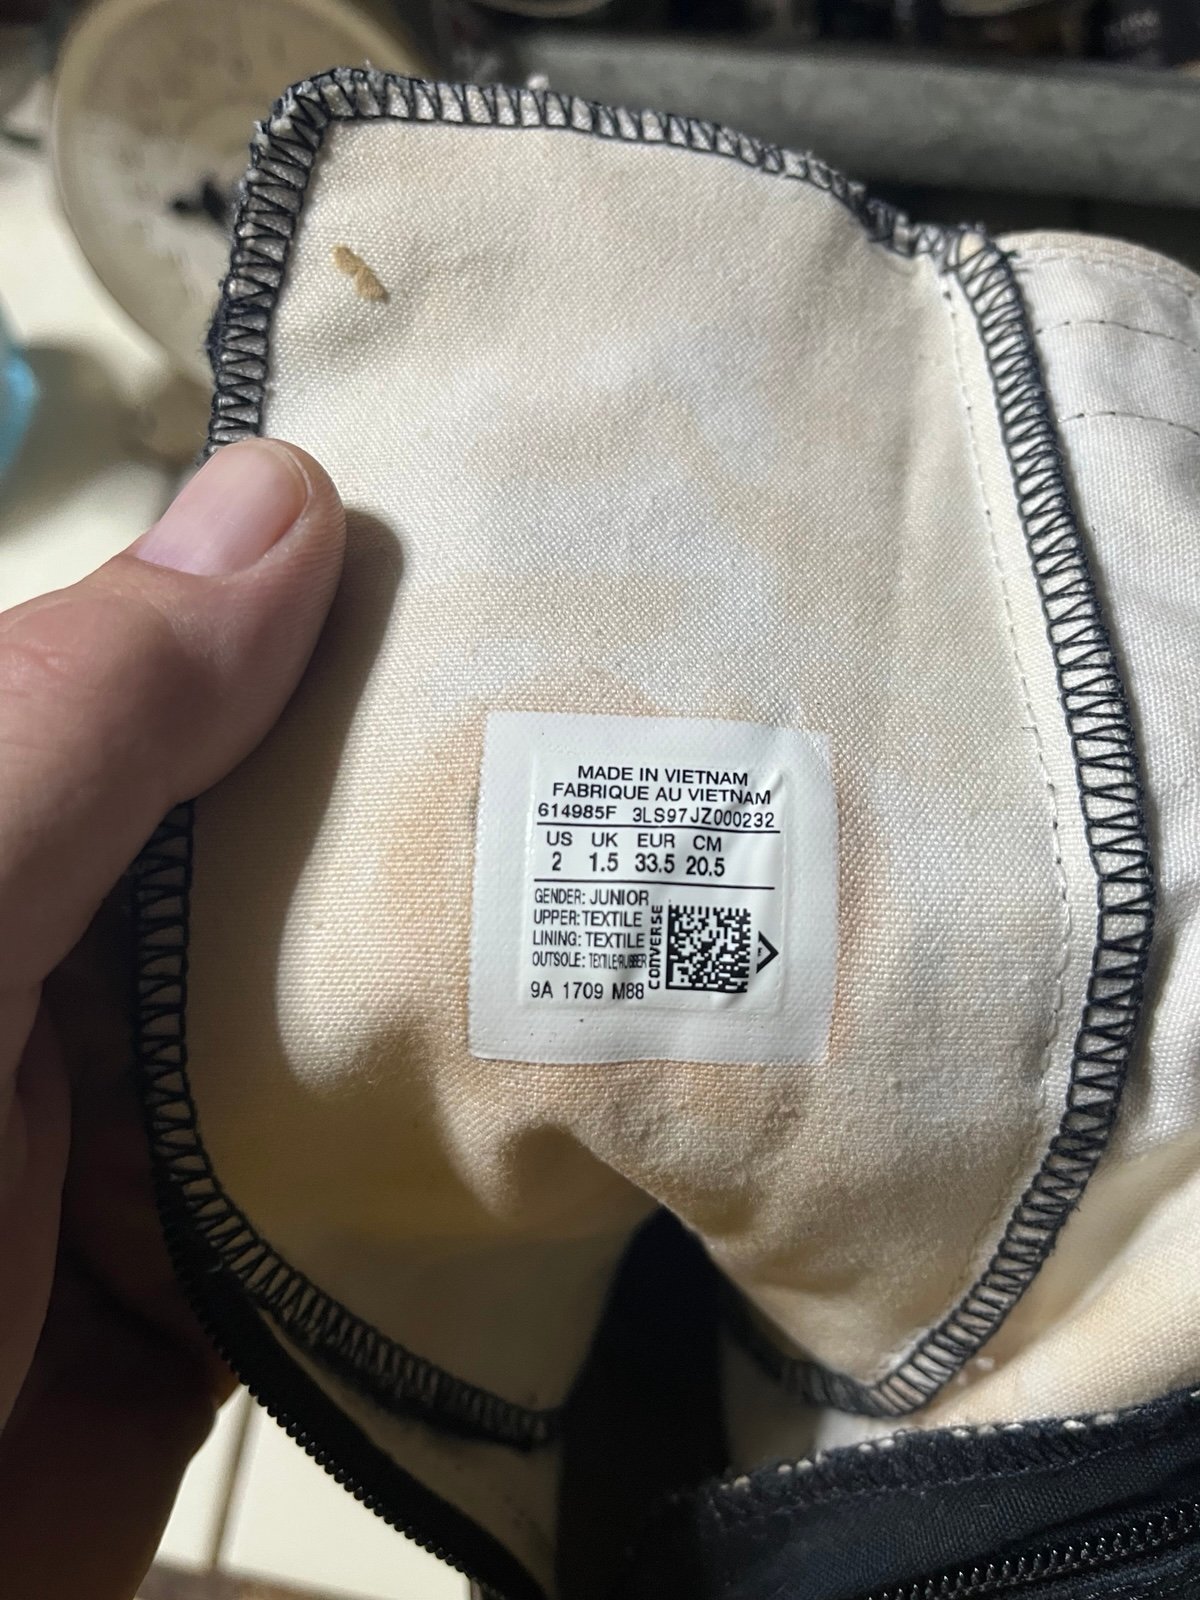 MADE IN VIETNAM
FABRIQUE AU VIETNAM
614985F 3LS97JZ000232
US UK EUR CM
2 1.5 33.5 20.5
GENDER: JUNIOR
UPPER: TEXTILE
LINING: TEXTILE
OUTSOLE: TEXTILE/RUBBER
CONVERSE
9A 1709 M88